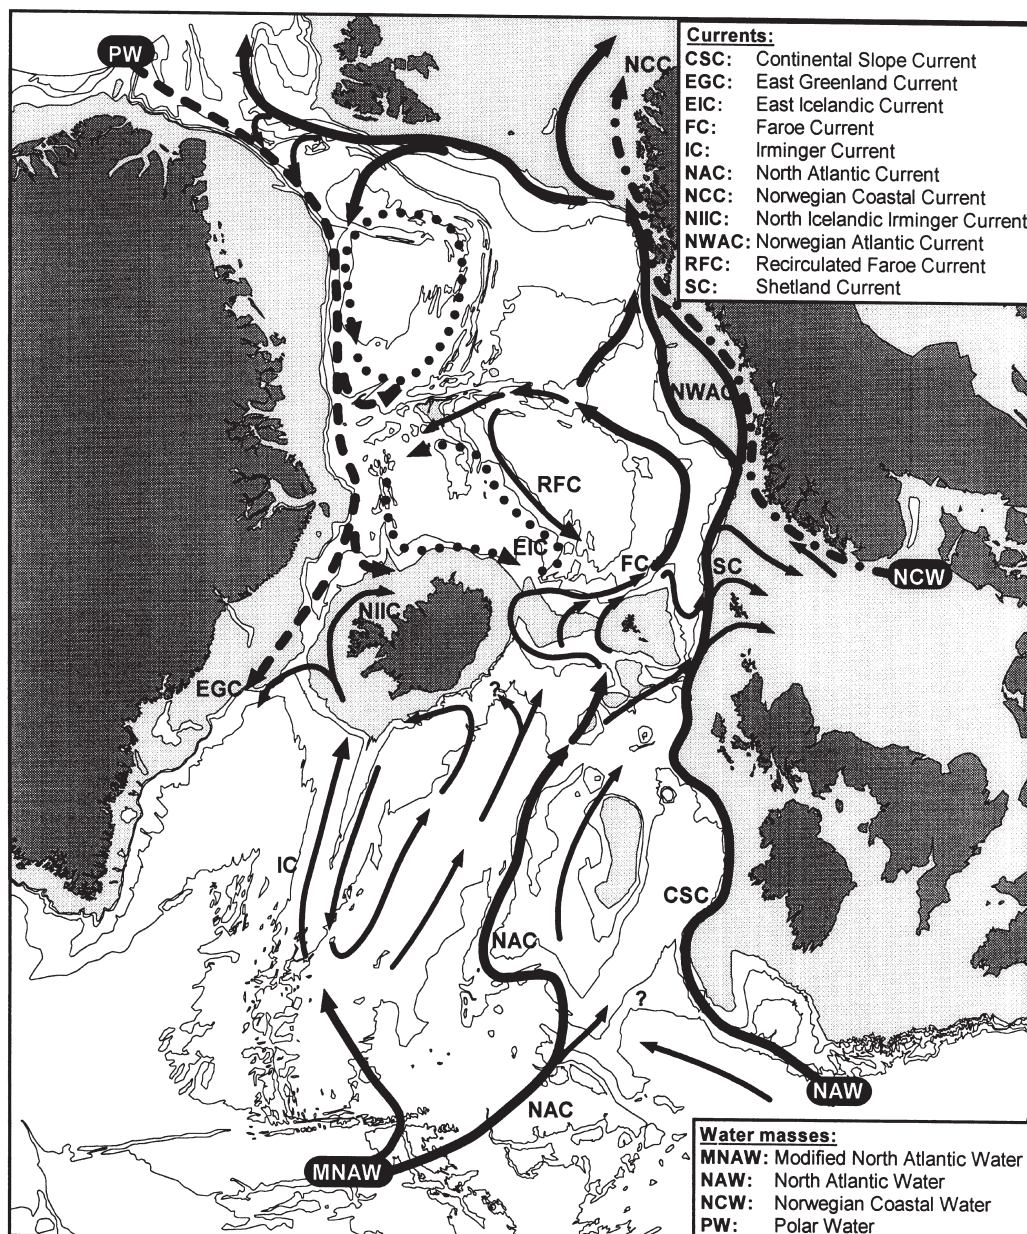 PW
NCC
Currents:
CSC: Continental Slope Current
EGC: East Greenland Current
EIC: East Icelandic Current
FC: Faroe Current
IC: Irminger Current
NAC: North Atlantic Current
NCC: Norwegian Coastal Current
NIIC: North Icelandic Irminger Current
NWAC: Norwegian Atlantic Current
RFC: Recirculated Faroe Current
SC: Shetland Current
NWAC
RFC
EIC
FC
SC
NCW
NIIC
EGC
?
IC
CSC
NAC
?
NAW
NAC
MNAW
Water masses:
MNAW: Modified North Atlantic Water
NAW: North Atlantic Water
NCW: Norwegian Coastal Water
PW: Polar Water